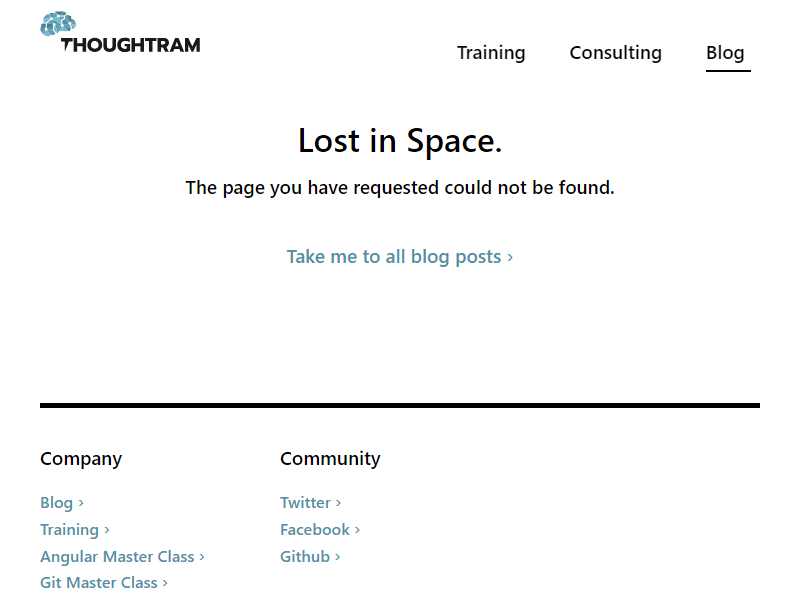 THOUGHTRAM
Training
Consulting
Blog
Lost in Space.
The page you have requested could not be found.
Take me to all blog posts ›
Company
Blog ›
Training ›
Angular Master Class ›
Git Master Class ›
Community
Twitter ›
Facebook ›
Github ›